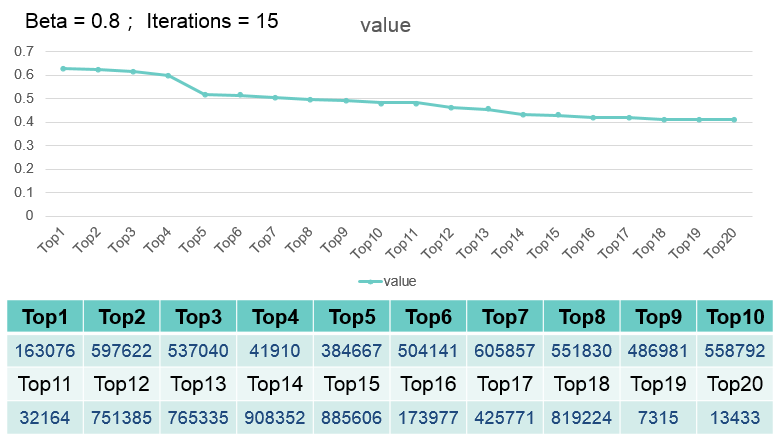 Beta = 0.8； Iterations = 15
value
0.7
0.6
0.5
0.4
0.3
0.2
0.1
0
Top1 Top2 Top3 Top4 Top5 Top6 Top7 Top8 Top9 Top10 Top11 Top12 Top13 Top14 Top15 Top16 Top17 Top18 Top19 Top20
value
Top1 Top2 Top3 Top4 Top5 Top6 Top7 Top8 Top9 Top10
163076 597622 537040 41910 384667 504141 605857 551830 486981 558792
Top11 Top12 Top13 Top14 Top15 Top16 Top17 Top18 Top19 Top20
32164 751385 765335 908352 885606 173977 425771 819224 7315 13433